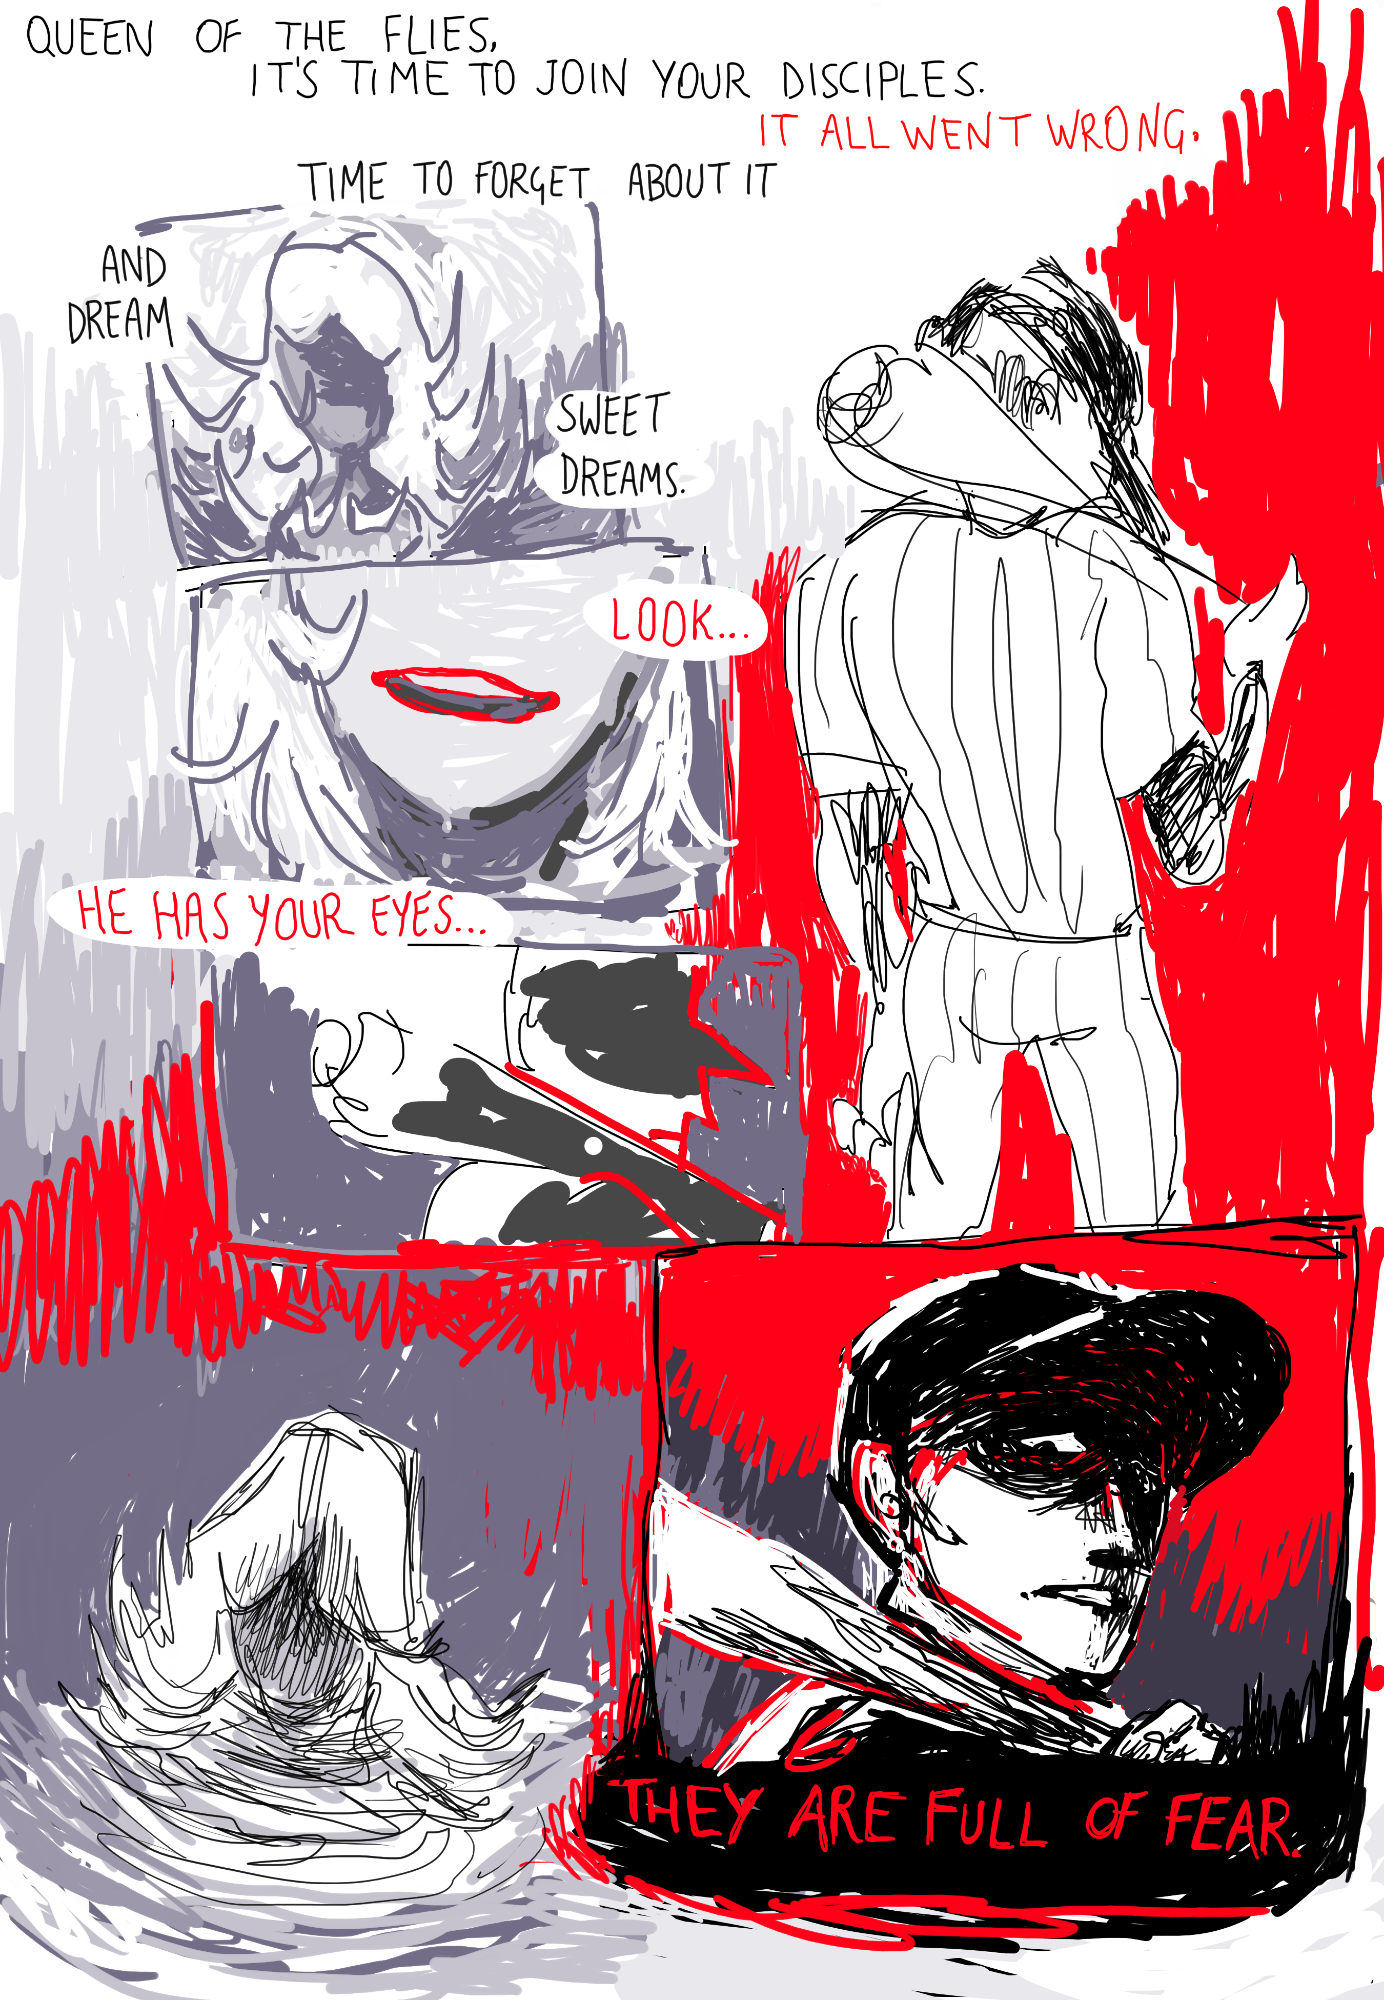 QUEEN OF THE FLIES,
IT'S TIME TO JOIN YOUR DISCIPLES.
IT ALL WENT WRONG.
TIME TO FORGET ABOUT IT
AND
DREAM
SWEET
DREAMS.
LOOK...
HE HAS YOUR EYES...
THEY ARE FULL OF FEAR.